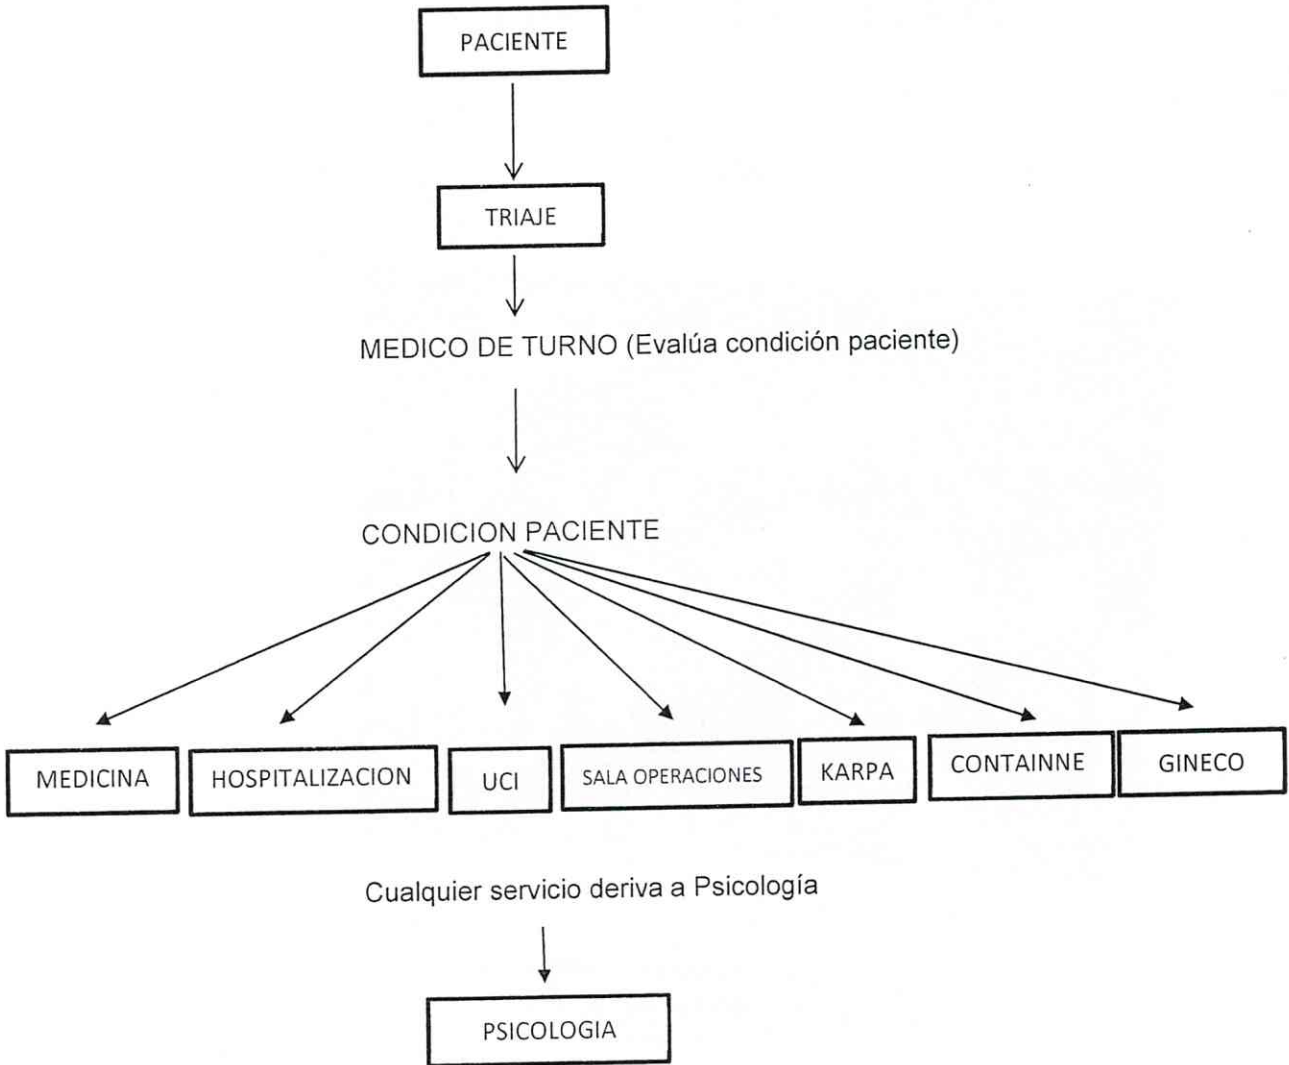 PACIENTE
TRIAJE
MEDICO DE TURNO (Evalúa condición paciente)
CONDICION PACIENTE
MEDICINA
HOSPITALIZACION
UCI
SALA OPERACIONES
KARPA
CONTAINNE
GINECO
Cualquier servicio deriva a Psicología
PSICOLOGIA